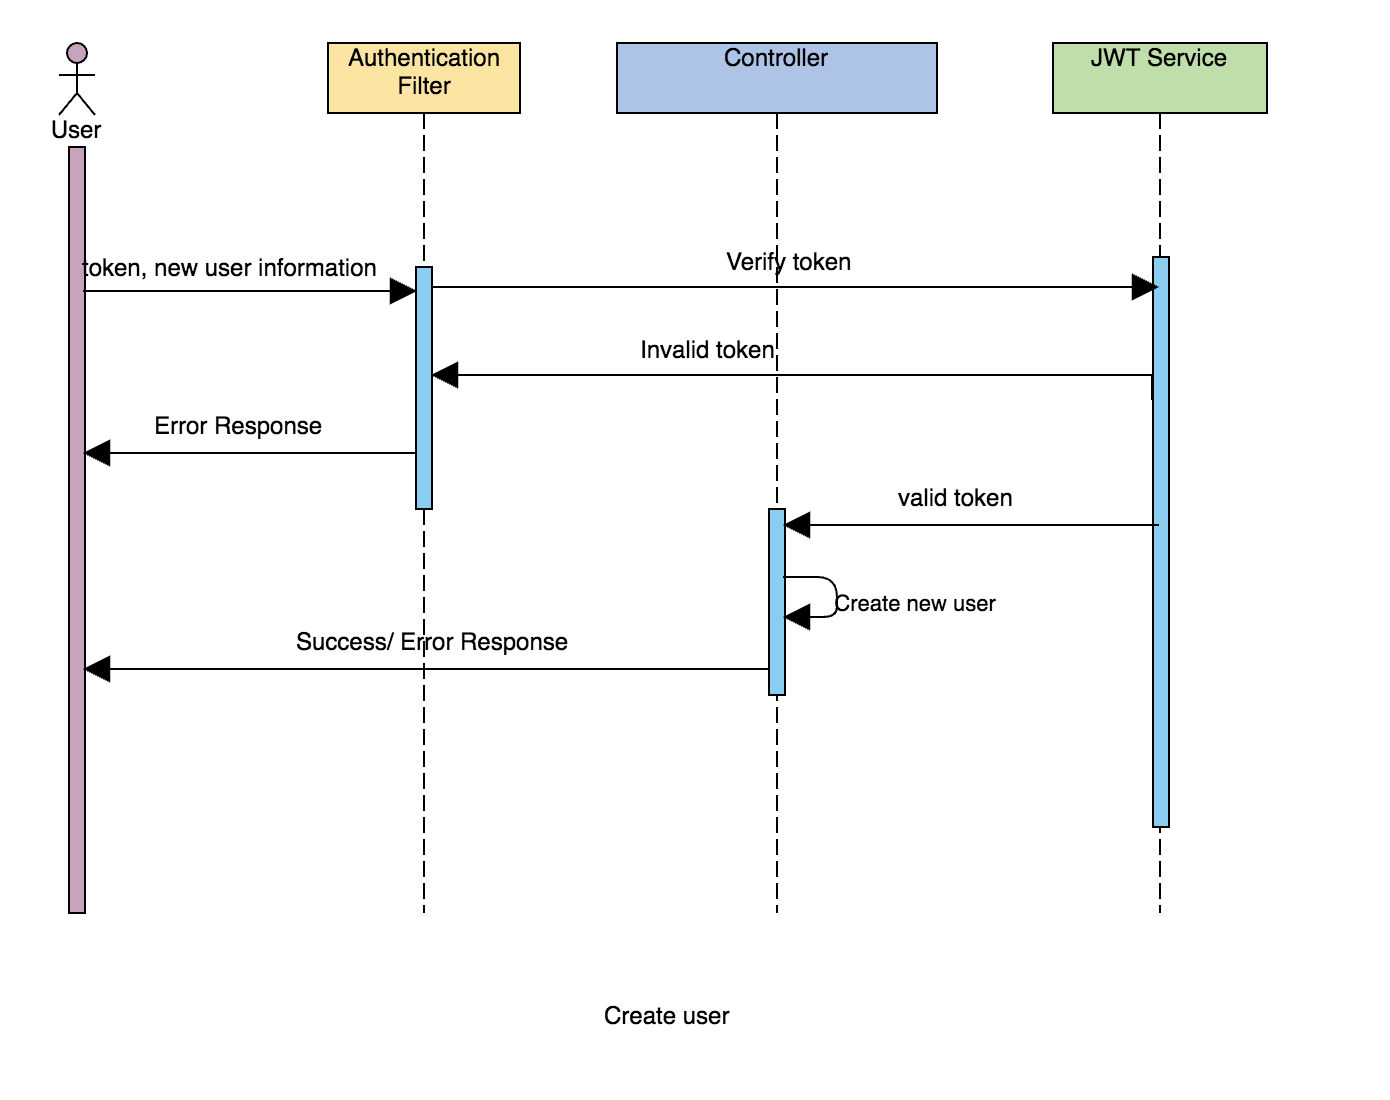 User
Authentication
Filter
Controller
JWT Service
token, new user information
Verify token
Invalid token
Error Response
valid token
Create new user
Success/ Error Response
Create user